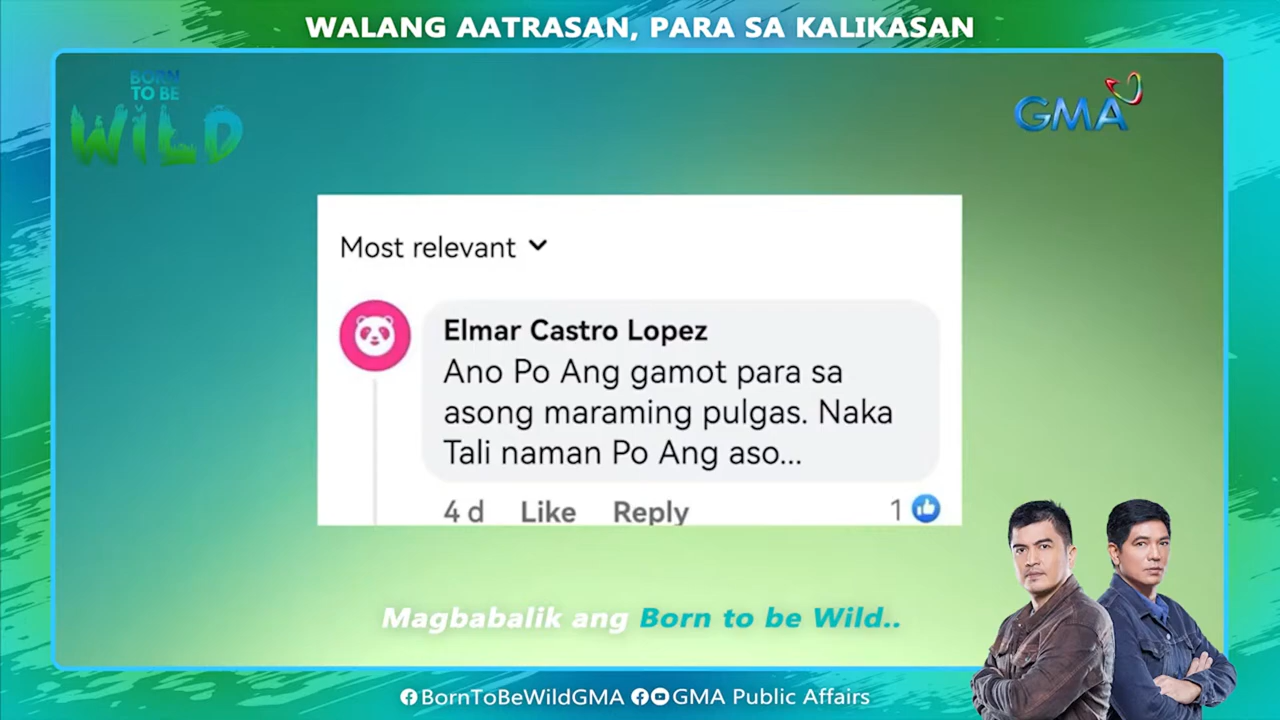 WALANG AATRASAN, PARA SA KALIKASAN
BORN
TO BE
WILD
GMA
Most relevant
Elmar Castro Lopez
Ano Po Ang gamot para sa
asong maraming pulgas. Naka
Tali naman Po Ang aso...
4 d Like Reply 1
Magbabalik ang Born to be Wild..
BornToBeWildGMA GMA Public Affairs